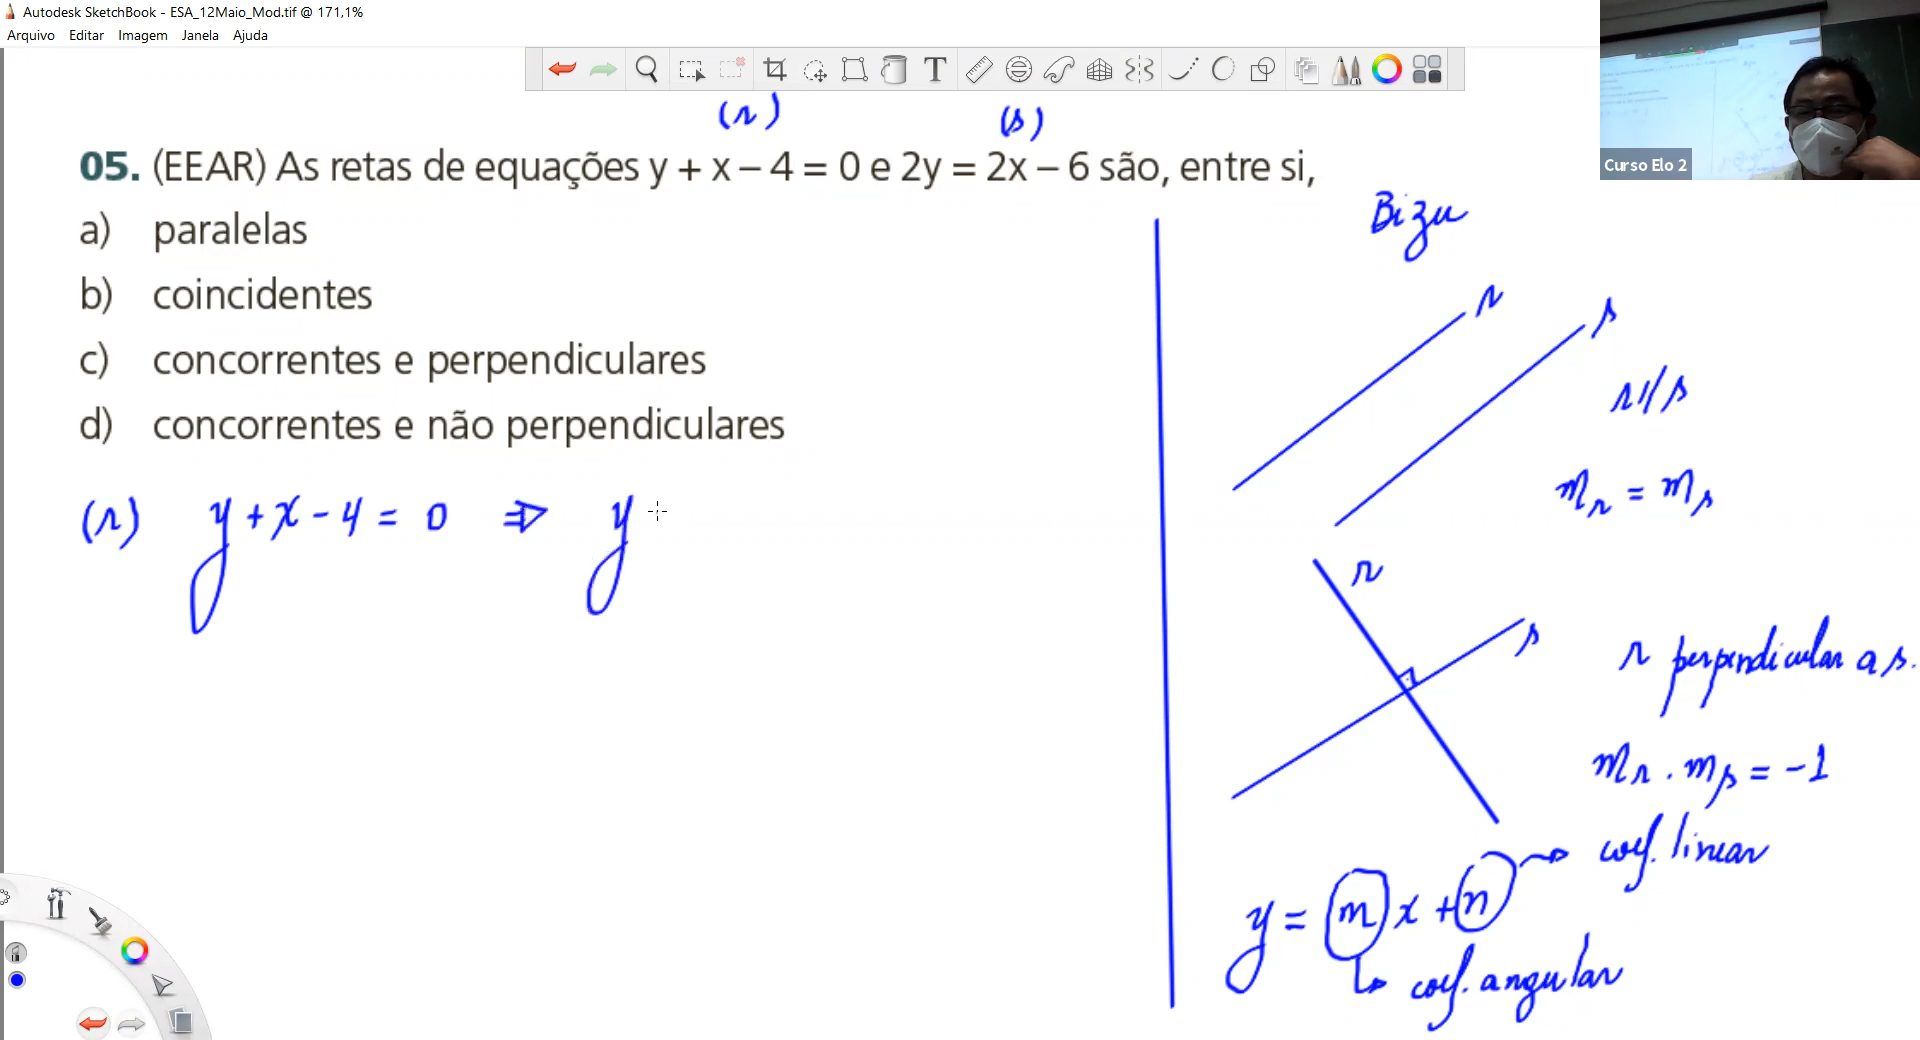 Autodesk SketchBook - ESA_12Maio_Mod.tif @ 171,1%
Arquivo Editar Imagem Janela Ajuda
Curso Elo 2
(r) (s)
05. (EEAR) As retas de equações y + x – 4 = 0 e 2y = 2x – 6 são, entre si,
a) paralelas
b) coincidentes
c) concorrentes e perpendiculares
d) concorrentes e não perpendiculares
(r) y + x - 4 = 0 ⇒ y
Bizu
r
s
r // s
m_r = m_s
r
s
r perpendicular a s.
m_r . m_s = -1
y = m x + n → coef. linear
↳ coef. angular